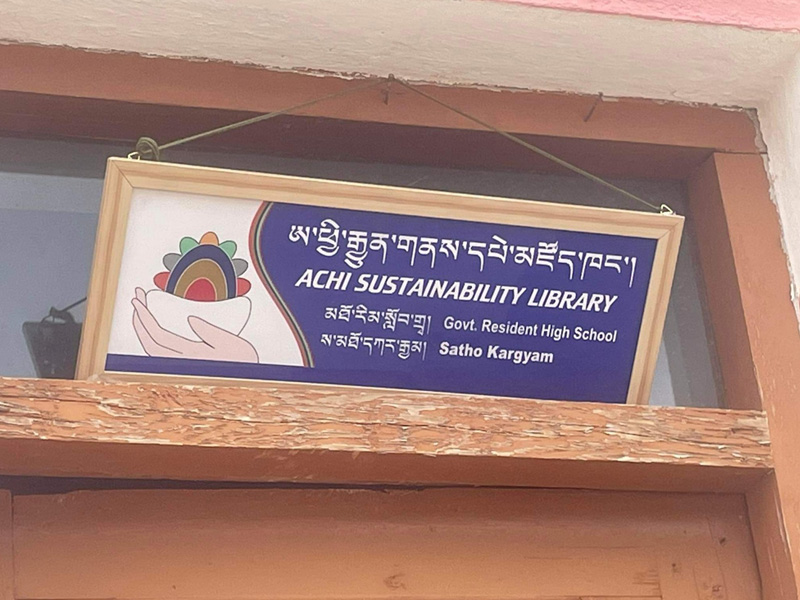 ཨ་ཕྱི་རྒྱུན་གནས་དཔེ་མཛོད་ཁང་།
ACHI SUSTAINABILITY LIBRARY
མཐོ་རིམ་སློབ་གྲྭ། Govt. Resident High School
ས་མཐོ་དཀར་རྒྱམ། Satho Kargyam